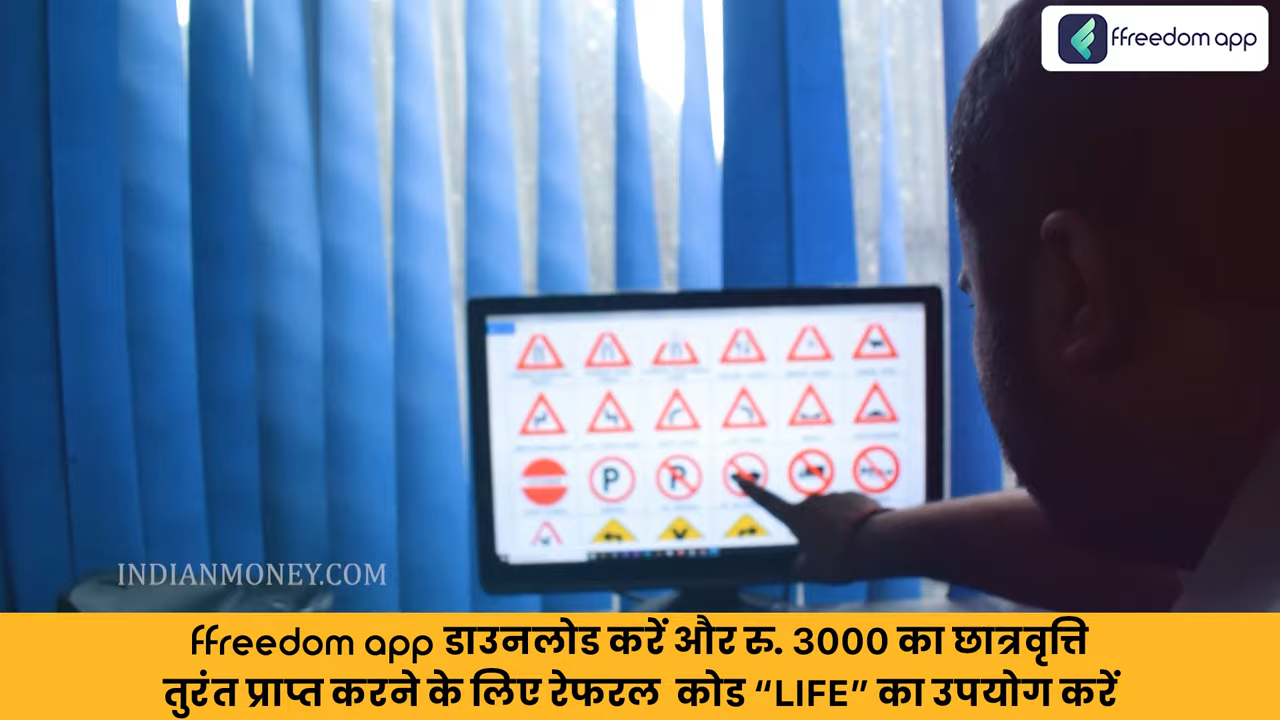 ffreedom app
P
P
INDIANMONEY.COM
ffreedom app डाउनलोड करें और रु. 3000 का छात्रवृत्ति
तुरंत प्राप्त करने के लिए रेफरल कोड “LIFE” का उपयोग करें